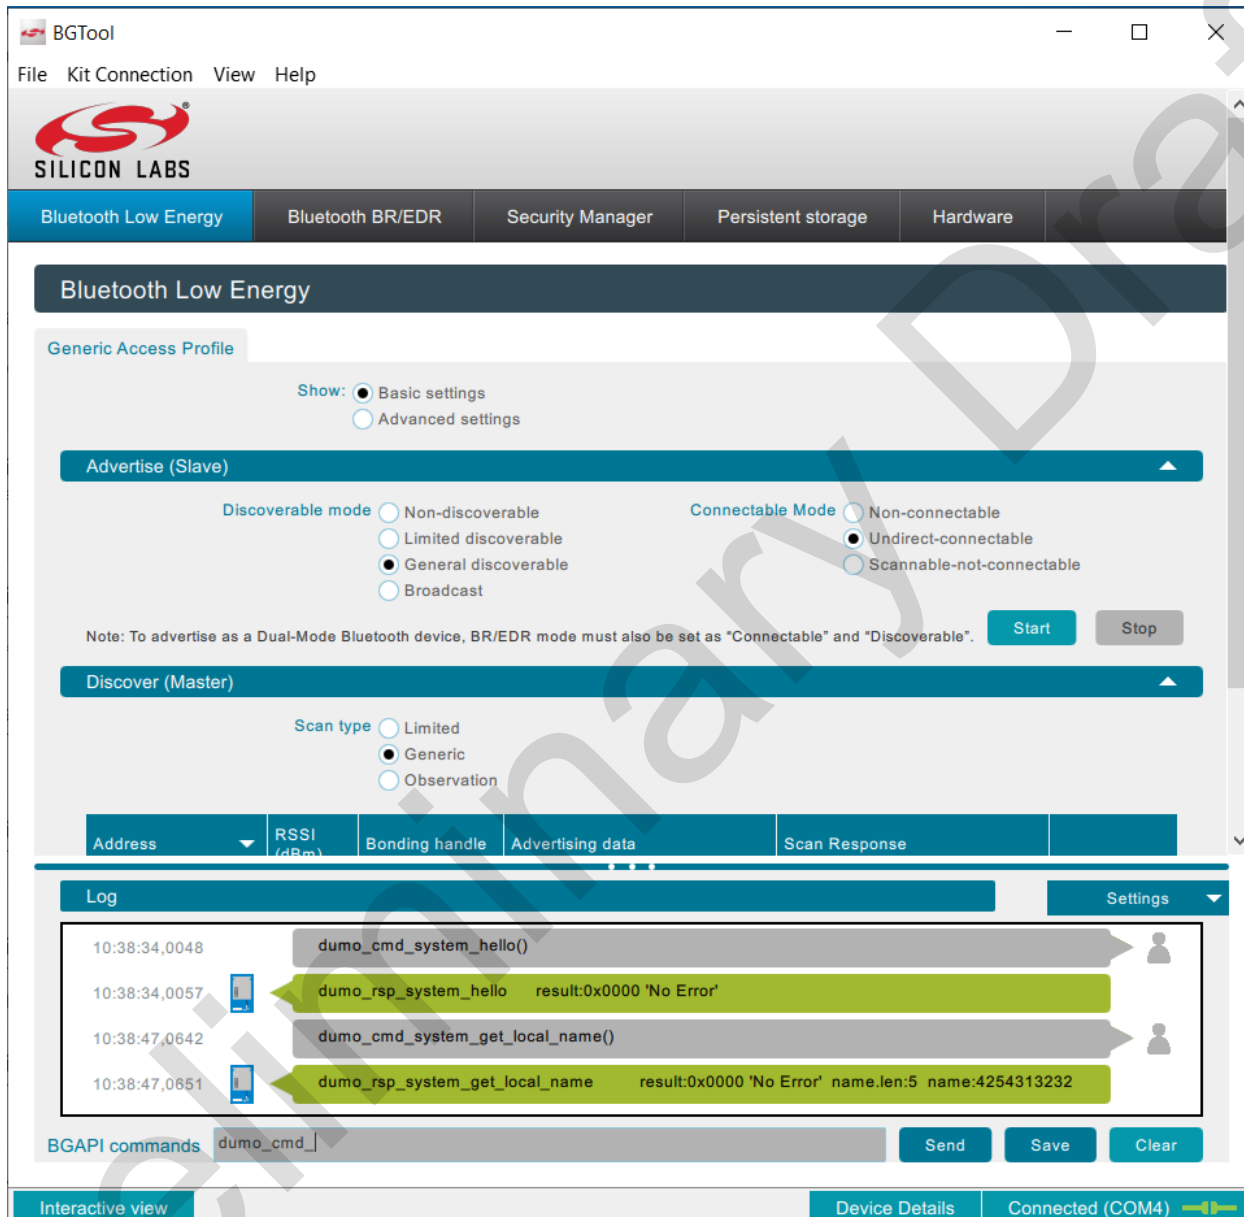 BGTool
File Kit Connection View Help
SILICON LABS®
Bluetooth Low Energy Bluetooth BR/EDR Security Manager Persistent storage Hardware
Bluetooth Low Energy
Generic Access Profile
Show: Basic settings
Advanced settings
Advertise (Slave)
Discoverable mode Non-discoverable Connectable Mode Non-connectable
Limited discoverable Undirect-connectable
General discoverable Scannable-not-connectable
Broadcast
Note: To advertise as a Dual-Mode Bluetooth device, BR/EDR mode must also be set as “Connectable” and “Discoverable”. Start Stop
Discover (Master)
Scan type Limited
Generic
Observation
Address RSSI (dBm) Bonding handle Advertising data Scan Response
Log Settings
10:38:34,0048 dumo_cmd_system_hello()
10:38:34,0057 dumo_rsp_system_hello result:0x0000 'No Error'
10:38:47,0642 dumo_cmd_system_get_local_name()
10:38:47,0651 dumo_rsp_system_get_local_name result:0x0000 'No Error' name.len:5 name:4254313232
BGAPI commands dumo_cmd_ Send Save Clear
Interactive view Device Details Connected (COM4)
eliminary Draf